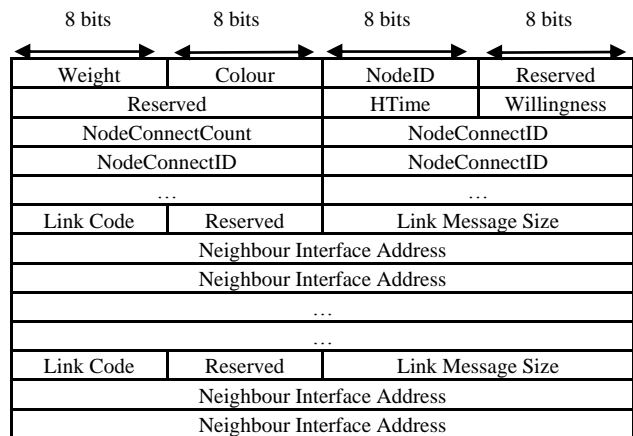 8 bits 8 bits 8 bits 8 bits
Weight Colour NodeID Reserved
Reserved HTime Willingness
NodeConnectCount NodeConnectID
NodeConnectID NodeConnectID
… …
Link Code Reserved Link Message Size
Neighbour Interface Address
Neighbour Interface Address
…
…
Link Code Reserved Link Message Size
Neighbour Interface Address
Neighbour Interface Address